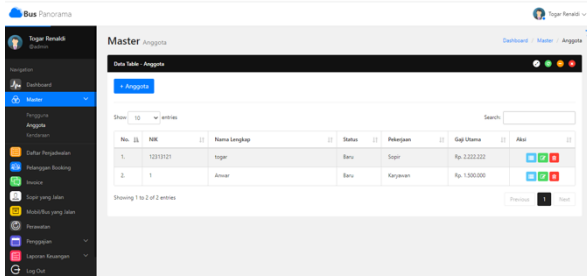 Bus Panorama
Togar Renaldi
Togar Renaldi
@admin
Master Anggota
Dashboard / Master / Anggota
Navigation
Dashboard
Master
Pengguna
Anggota
Kendaraan
Daftar Penjadwalan
Pelanggan Booking
Invoice
Sopir yang Jalan
Mobil/Bus yang Jalan
Perawatan
Penggajian
Laporan Keuangan
Log Out
Data Table - Anggota
+ Anggota
Show 10 entries
Search:
No. NIK Nama Lengkap Status Pekerjaan Gaji Utama Aksi
1. 12313121 togar Baru Sopir Rp. 2.222.222
2. 1 Anwar Baru Karyawan Rp. 1.500.000
Showing 1 to 2 of 2 entries
Previous 1 Next